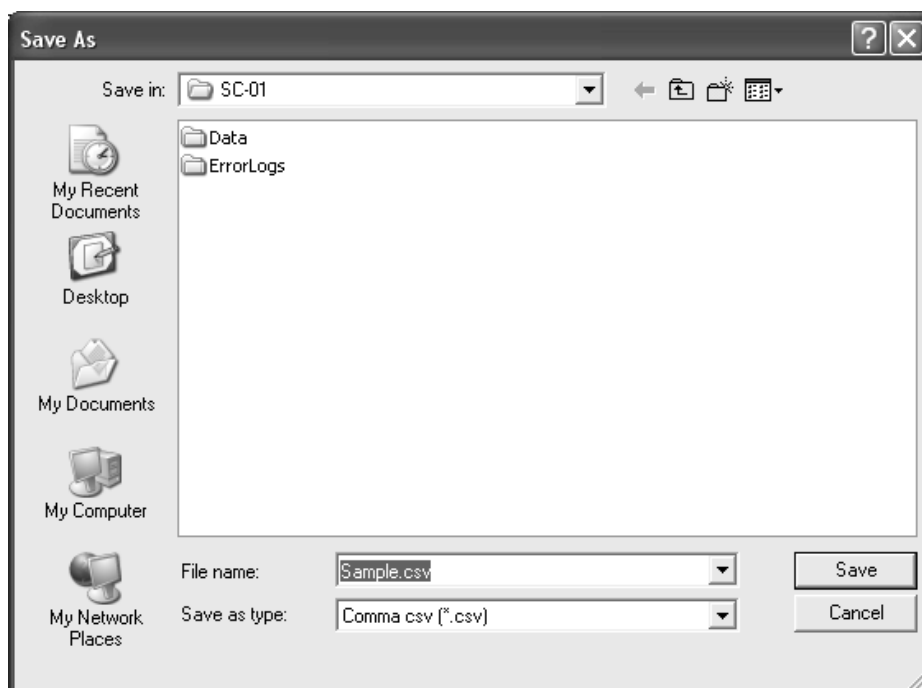 Save As
Save in:
SC-01
Data
ErrorLogs
My Recent
Documents
Desktop
My Documents
My Computer
My Network
Places
File name:
Sample.csv
Save
Save as type:
Comma csv (*.csv)
Cancel